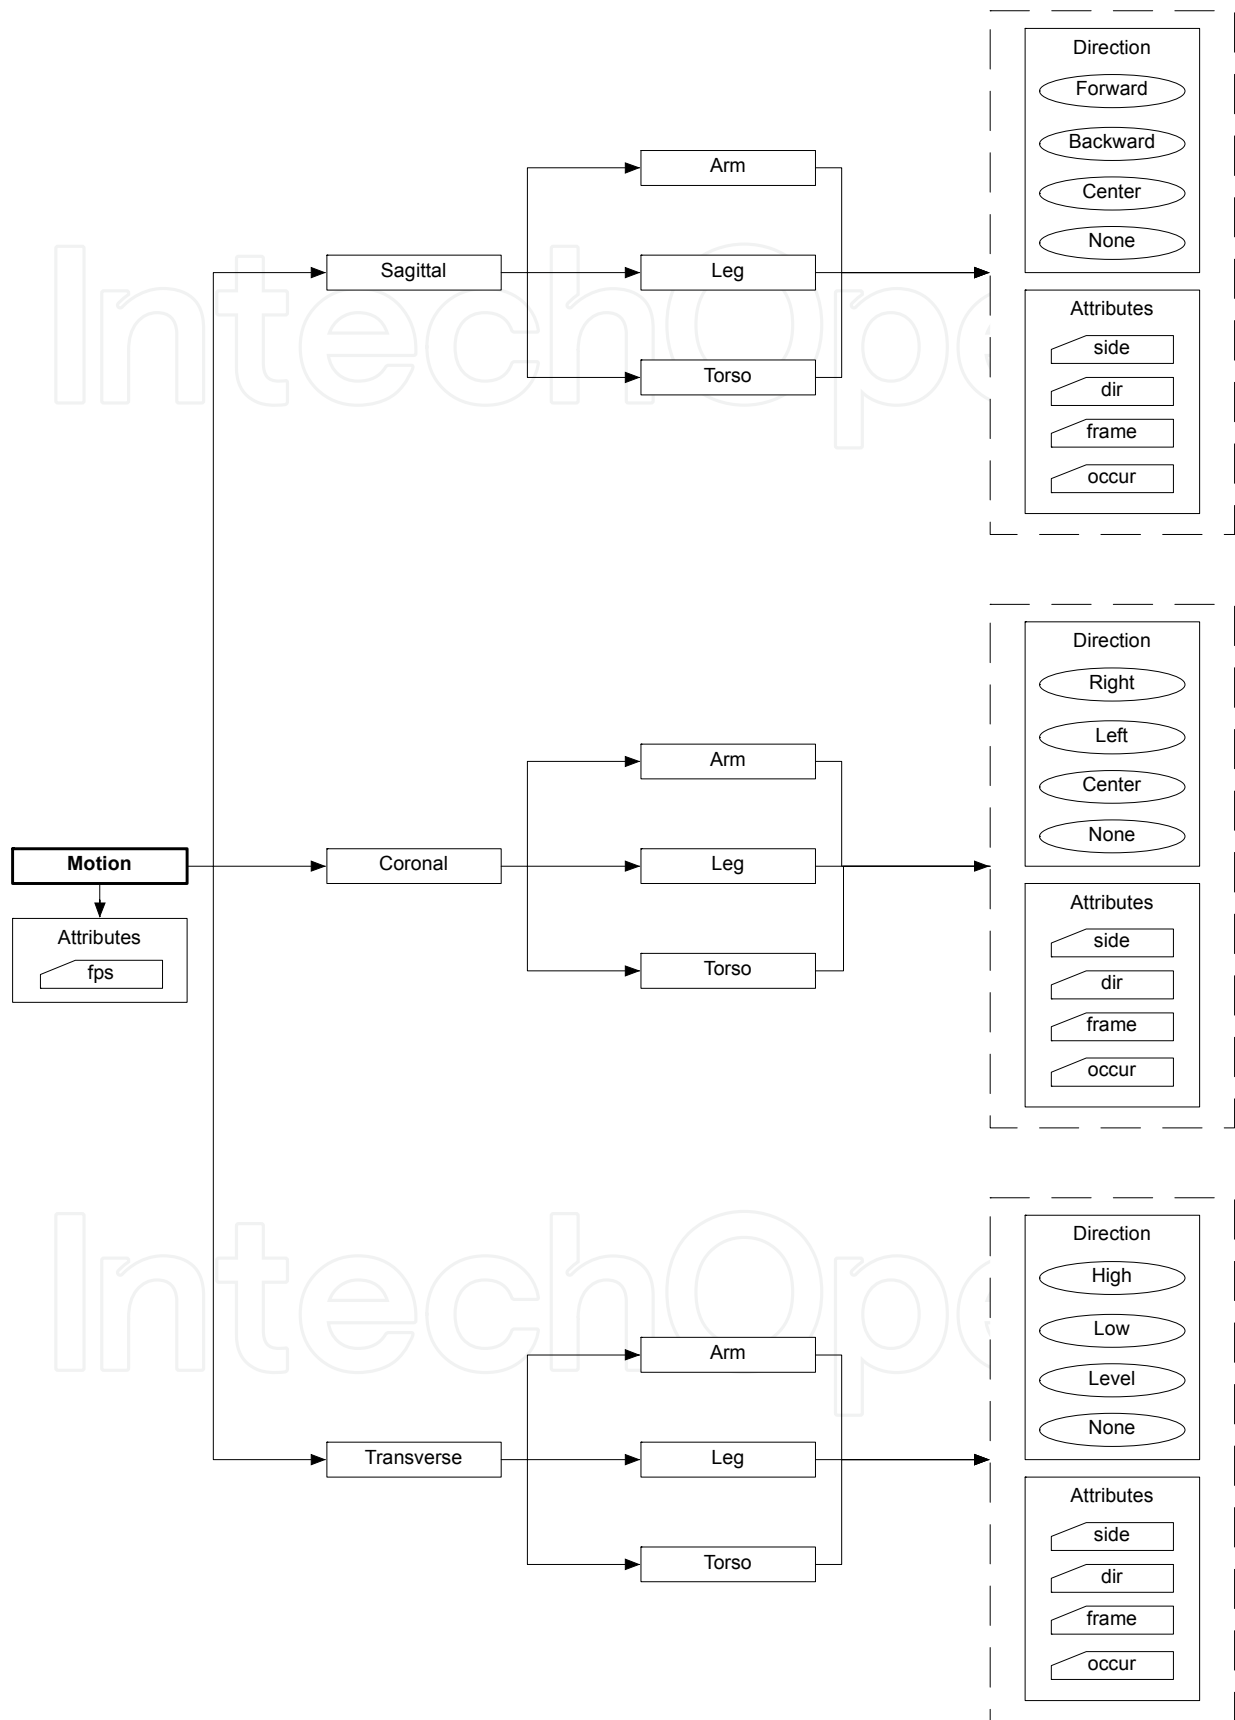 Motion
Attributes
fps
Sagittal
Arm
Leg
Torso
Direction
Forward
Backward
Center
None
Attributes
side
dir
frame
occur
Coronal
Arm
Leg
Torso
Direction
Right
Left
Center
None
Attributes
side
dir
frame
occur
Transverse
Arm
Leg
Torso
Direction
High
Low
Level
None
Attributes
side
dir
frame
occur
IntechOpe
IntechOpe